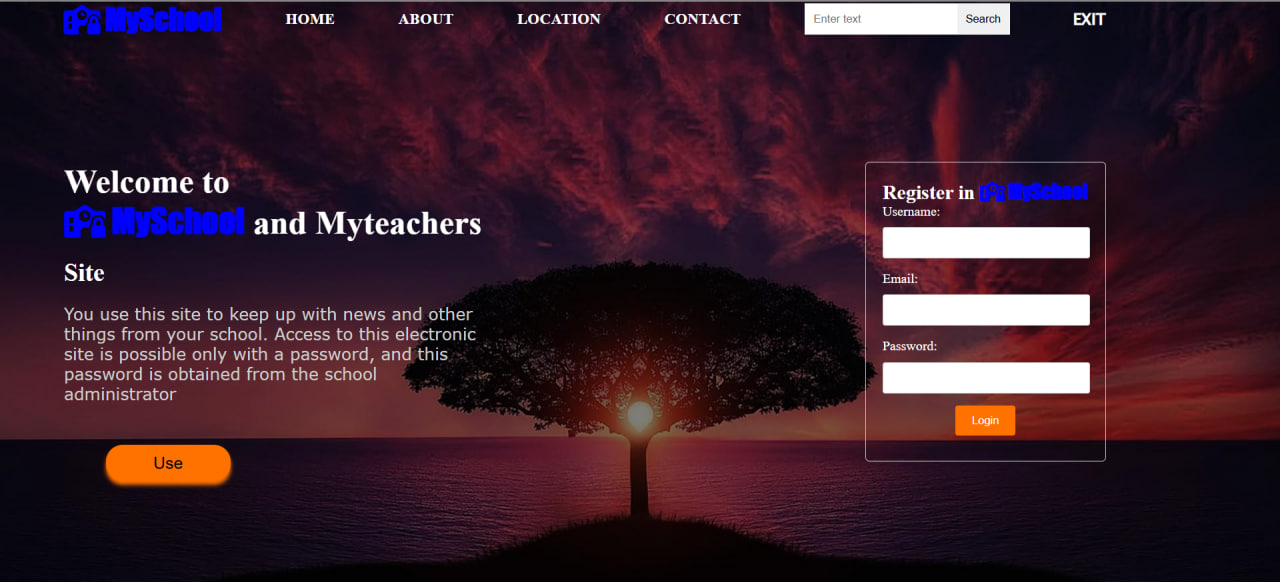 MySchool
HOME
ABOUT
LOCATION
CONTACT
Enter text
Search
EXIT
Welcome to
MySchool and Myteachers
Site
You use this site to keep up with news and other
things from your school. Access to this electronic
site is possible only with a password, and this
password is obtained from the school
administrator
Use
Register in MySchool
Username:
Email:
Password:
Login